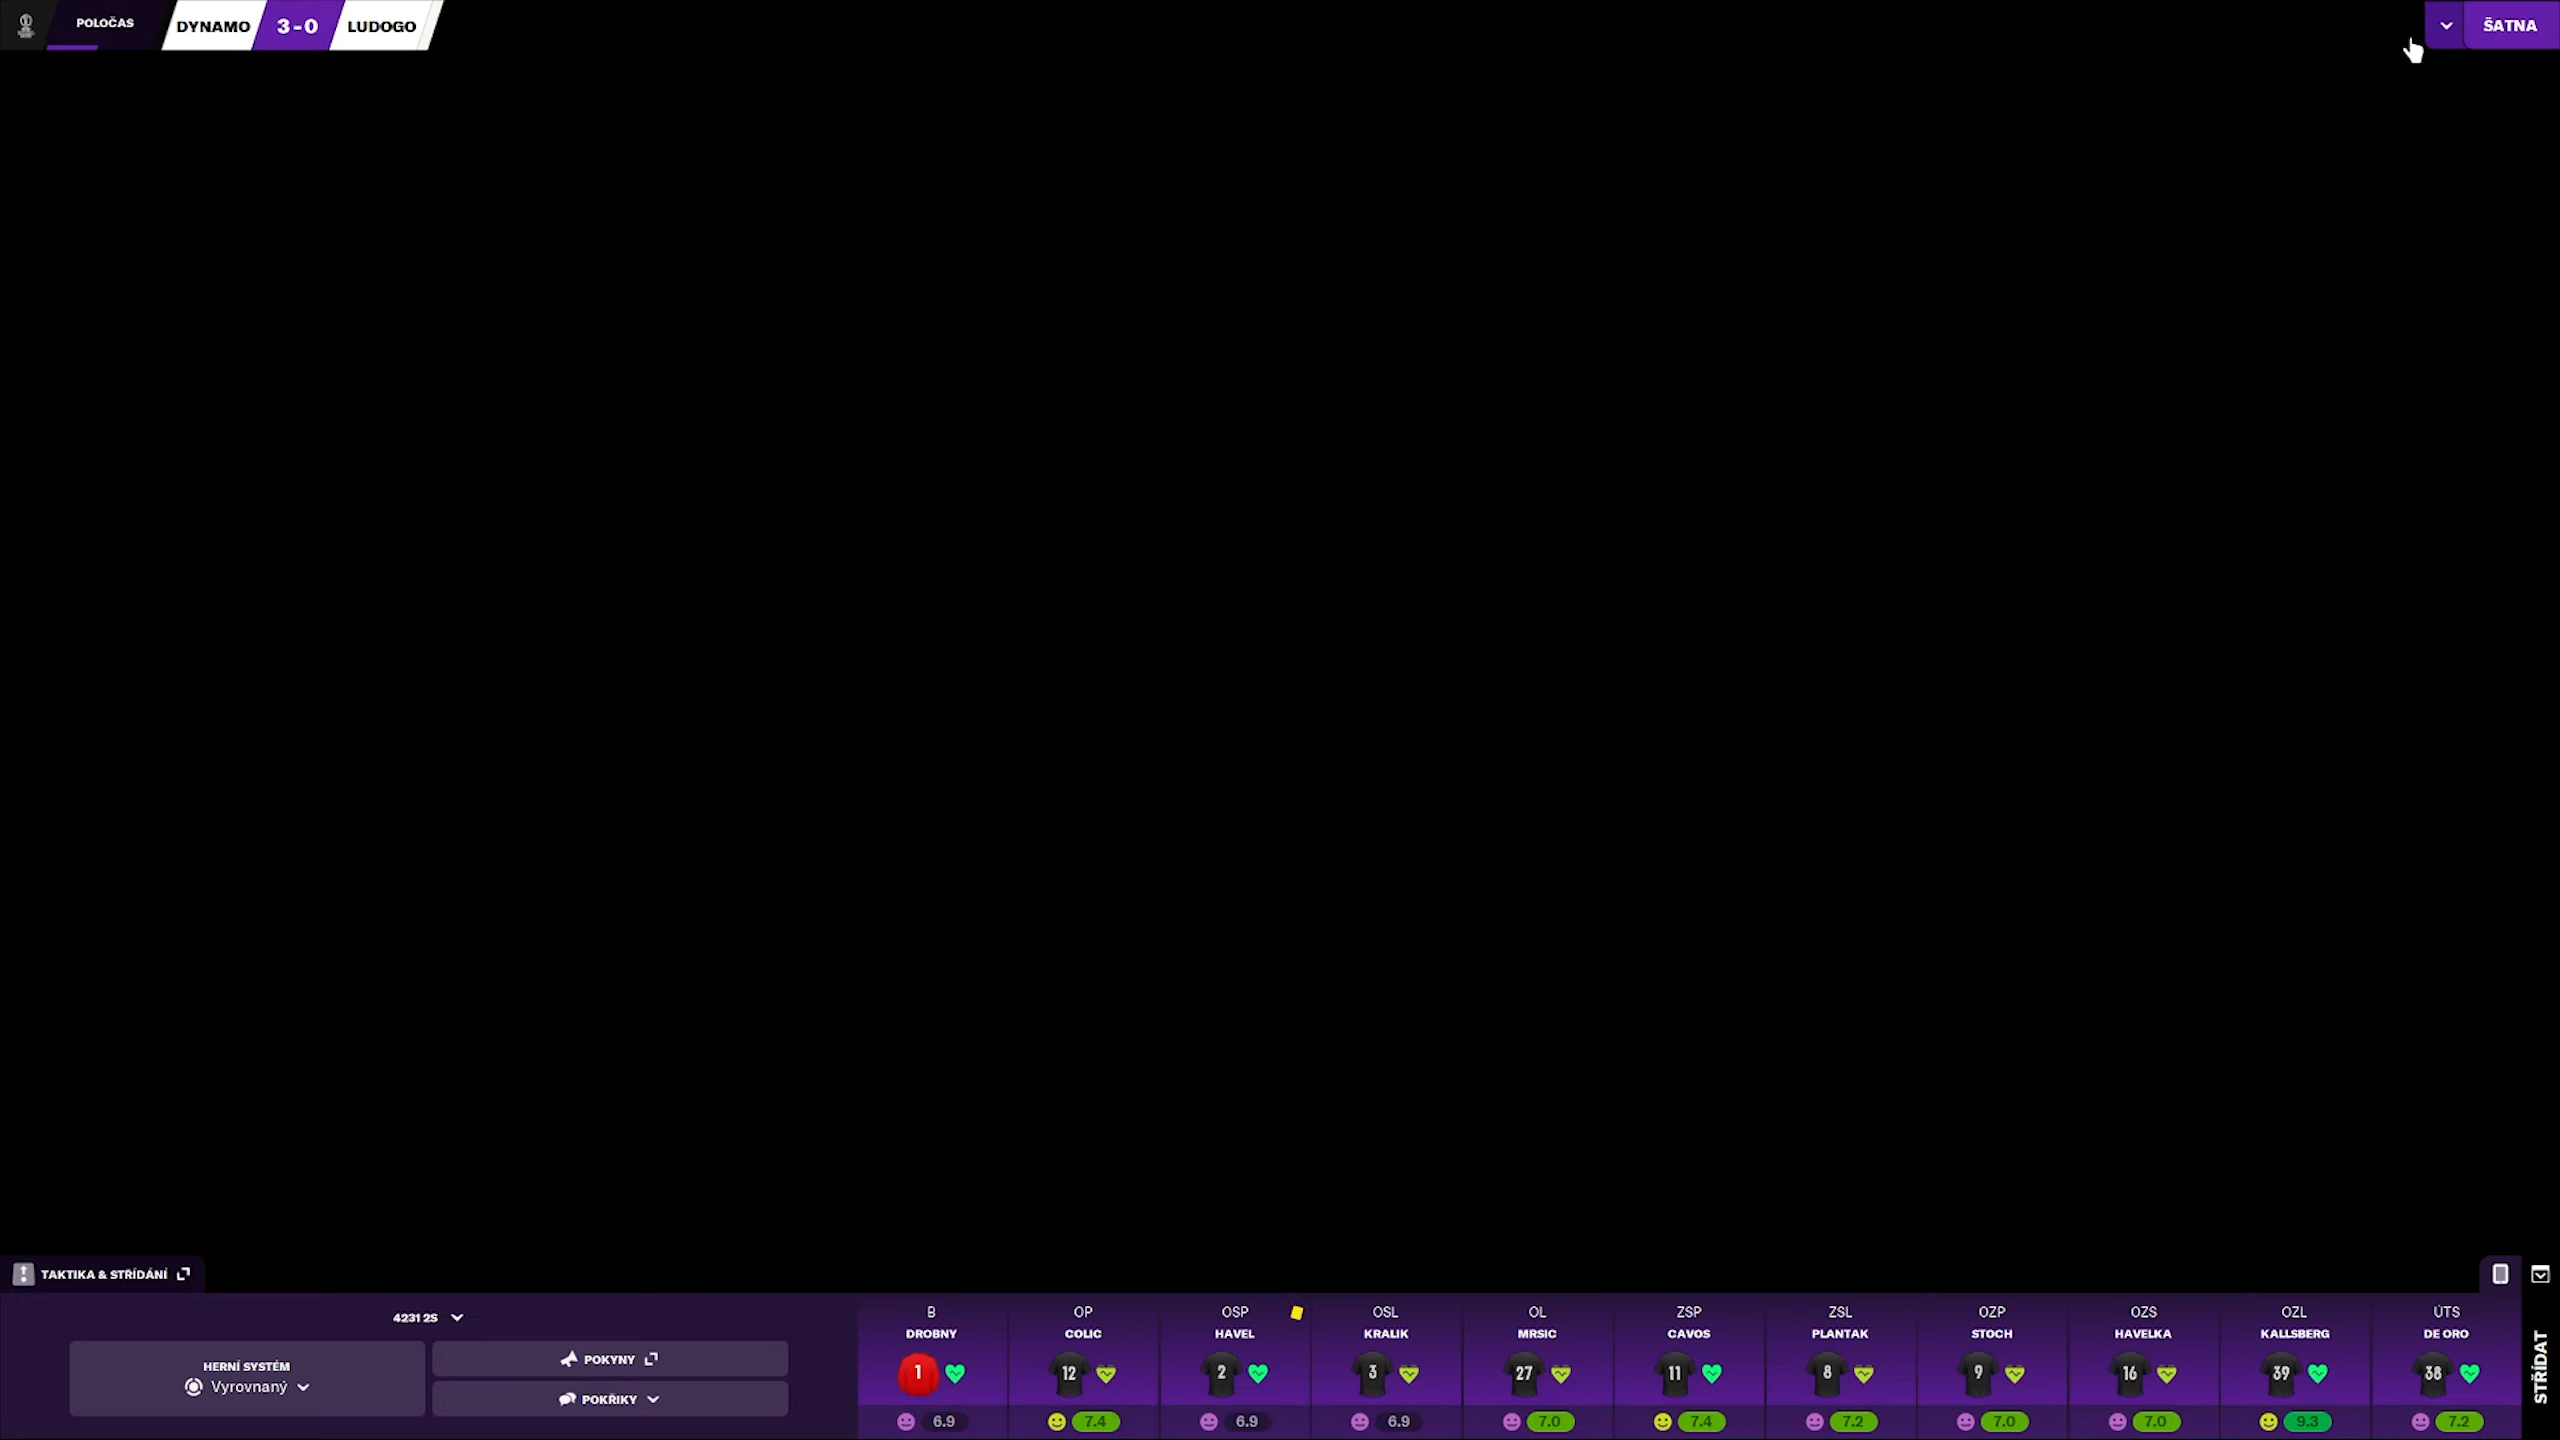 POLOČAS DYNAMO 3-0 LUDOGO ŠATNA
TAKTIKA & STŘÍDÁNÍ
4231 2S
HERNÍ SYSTÉM
Vyrovnaný
POKYNY
POKŘIKY
B OP OSP OSL OL ZSP ZSL OZP OZS OZL ÚTS
DROBNY COLIC HAVEL KRALIK MRSIC CAVOS PLANTAK STOCH HAVELKA KALLSBERG DE ORO
1 12 2 3 27 11 8 9 16 39 38
6.9 7.4 6.9 6.9 7.0 7.4 7.2 7.0 7.0 9.3 7.2
STŘÍDAT